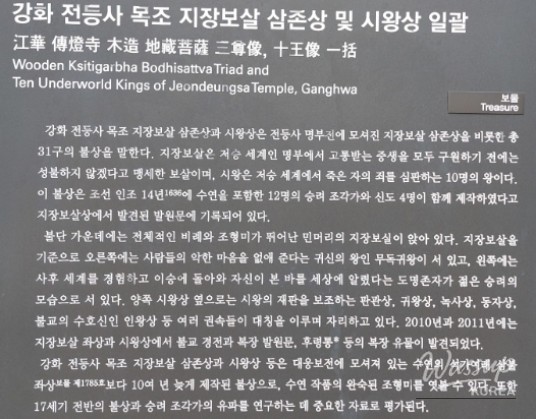 강화 전등사 목조 지장보살 삼존상 및 시왕상 일괄
江華 傳燈寺 木造 地藏菩薩 三尊像, 十王像 一括
Wooden Ksitigarbha Bodhisattva Triad and
Ten Underworld Kings of Jeondeungsa Temple, Ganghwa
보물
Treasure
강화 전등사 목조 지장보살 삼존상과 시왕상은 전등사 명부전에 모셔진 지장보살 삼존상을 비롯한 총
31구의 불상을 말한다. 지장보살은 저승 세계인 명부에서 고통받는 중생을 모두 구원하기 전에는
성불하지 않겠다고 맹세한 보살이며, 시왕은 저승 세계에서 죽은 자의 죄를 심판하는 10명의 왕이다.
이 불상은 조선 인조 14년1636에 수연을 포함한 12명의 승려 조각가와 신도 4명이 함께 제작하였다고
지장보살상에서 발견된 발원문에 기록되어 있다.
불단 가운데에는 전체적인 비례와 조형미가 뛰어난 민머리의 지장보살이 앉아 있다. 지장보살을
기준으로 오른쪽에는 사람들의 악한 마음을 없애 준다는 귀신의 왕인 무독귀왕이 서 있고, 왼쪽에는
사후 세계를 경험하고 이승에 돌아와 자신이 본 바를 세상에 알렸다는 도명존자가 젊은 승려의
모습으로 서 있다. 양쪽 시왕상 옆으로는 시왕의 재판을 보조하는 판관상, 귀왕상, 녹사상, 동자상,
불교의 수호신인 인왕상 등 여러 권속들이 대칭을 이루며 자리하고 있다. 2010년과 2011년에는
지장보살 좌상과 시왕상에서 불교 경전과 복장 발원문, 후령통* 등의 복장 유물이 발견되었다.
강화 전등사 목조 지장보살 삼존상과 시왕상 등은 대웅보전에 모셔져 있는 수연의 석가여래
좌상보물 제1785호보다 10여 년 늦게 제작된 불상으로, 수연 작품의 완숙된 조형미를 엿볼 수 있다. 또한
17세기 전반의 불상과 승려 조각가의 유파를 연구하는 데 중요한 자료로 평가된다.
KOREA